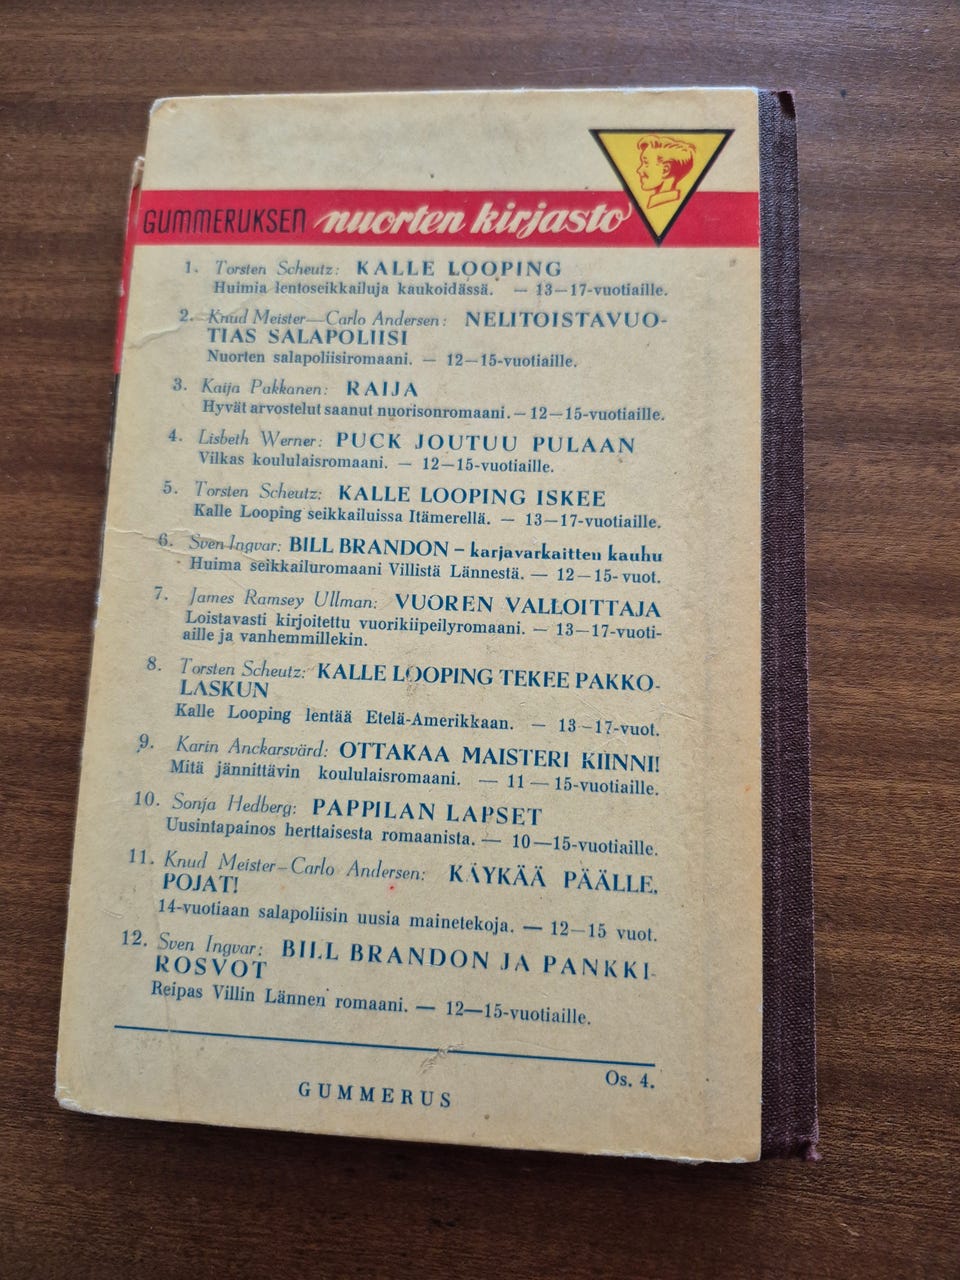 GUMMERUKSEN nuorten kirjasto
1. Torsten Scheutz: KALLE LOOPING
Huimia lentoseikkailuja kaukoidässä. — 13—17-vuotiaille.
2. Knud Meister—Carlo Andersen: NELITOISTAVUO-
TIAS SALAPOLIISI
Nuorten salapoliisiromaani. — 12—15-vuotiaille.
3. Kaija Pakkanen: RAIJA
Hyvät arvostelut saanut nuorisonromaani. — 12—15-vuotiaille.
4. Lisbeth Werner: PUCK JOUTUU PULAAN
Vilkas koululaisromaani. — 12—15-vuotiaille.
5. Torsten Scheutz: KALLE LOOPING ISKEE
Kalle Looping seikkailuissa Itämerellä. — 13—17-vuotiaille.
6. Sven Ingvar: BILL BRANDON – karjavarkaitten kauhu
Huima seikkailuromaani Villistä Lännestä. — 12—15-vuot.
7. James Ramsey Ullman: VUOREN VALLOITTAJA
Loistavasti kirjoitettu vuorikiipeilyromaani. — 13—17-vuoti-
aille ja vanhemmillekin.
8. Torsten Scheutz: KALLE LOOPING TEKEE PAKKO-
LASKUN
Kalle Looping lentää Etelä-Amerikkaan. — 13—17-vuot.
9. Karin Anckarsvärd: OTTAKAA MAISTERI KIINNI!
Mitä jännittävin koululaisromaani. — 11—15-vuotiaille.
10. Sonja Hedberg: PAPPILAN LAPSET
Uusintapainos herttaisesta romaanista. — 10—15-vuotiaille.
11. Knud Meister—Carlo Andersen: KÄYKÄÄ PÄÄLLE,
POJAT!
14-vuotiaan salapoliisin uusia mainetekoja. — 12—15 vuot.
12. Sven Ingvar: BILL BRANDON JA PANKKI-
ROSVOT
Reipas Villin Lännen romaani. — 12—15-vuotiaille.
Os. 4.
GUMMERUS